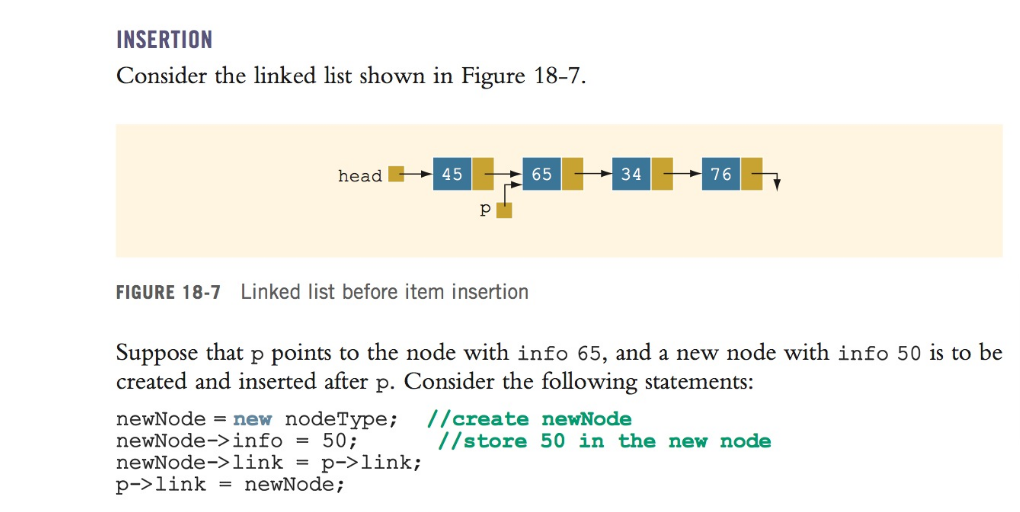 INSERTION
Consider the linked list shown in Figure 18-7.
head 45 65 34 76
p
FIGURE 18-7 Linked list before item insertion
Suppose that p points to the node with info 65, and a new node with info 50 is to be
created and inserted after p. Consider the following statements:
newNode = new nodeType; //create newNode
newNode->info = 50; //store 50 in the new node
newNode->link = p->link;
p->link = newNode;